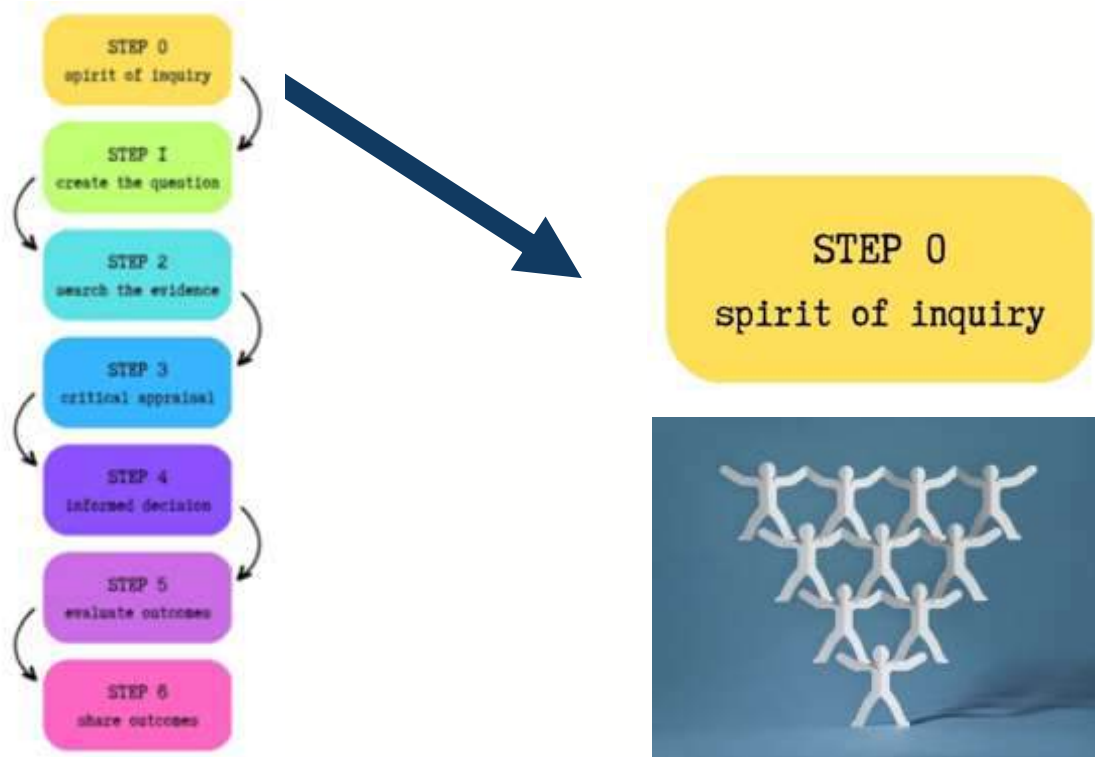 STEP 0
spirit of inquiry
STEP I
create the question
STEP 2
search the evidence
STEP 3
critical appraisal
STEP 4
informed decision
STEP 5
evaluate outcomes
STEP 6
share outcomes
STEP 0
spirit of inquiry